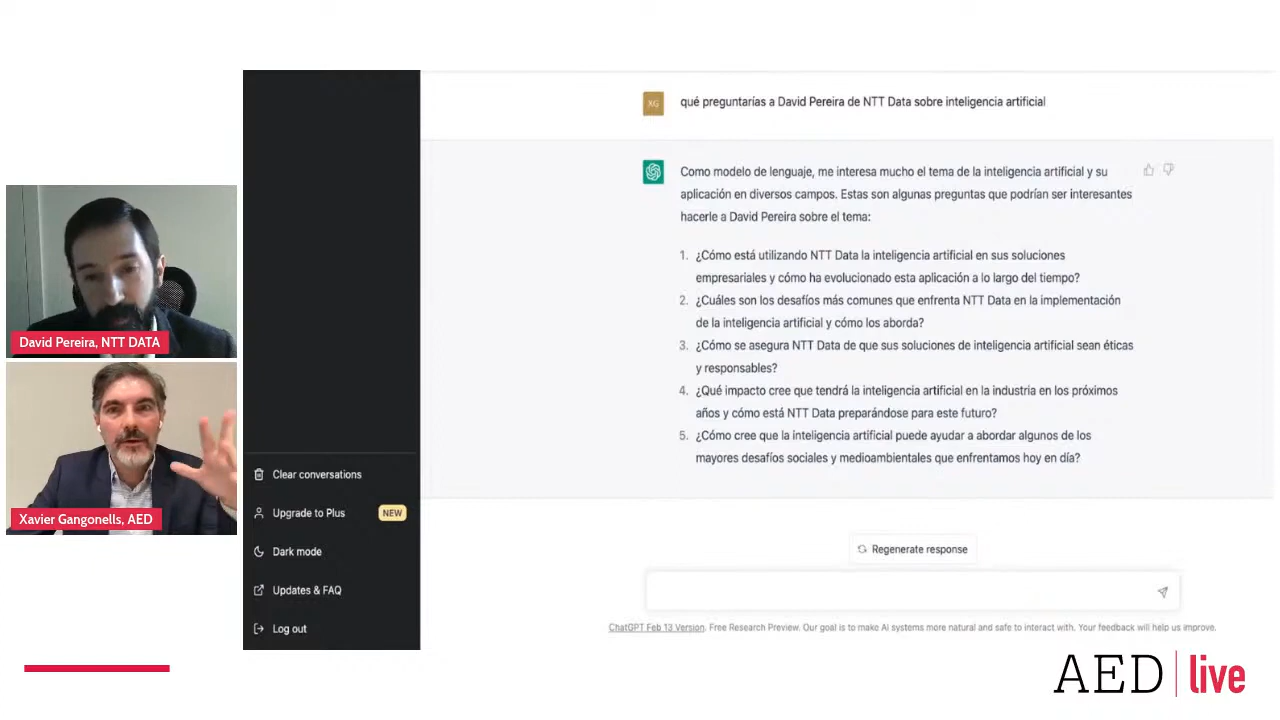 David Pereira, NTT DATA
Xavier Gangonells, AED
Clear conversations
Upgrade to Plus NEW
Dark mode
Updates & FAQ
Log out
XG qué preguntarías a David Pereira de NTT Data sobre inteligencia artificial
Como modelo de lenguaje, me interesa mucho el tema de la inteligencia artificial y su
aplicación en diversos campos. Estas son algunas preguntas que podrían ser interesantes
hacerle a David Pereira sobre el tema:
1. ¿Cómo está utilizando NTT Data la inteligencia artificial en sus soluciones
empresariales y cómo ha evolucionado esta aplicación a lo largo del tiempo?
2. ¿Cuáles son los desafíos más comunes que enfrenta NTT Data en la implementación
de la inteligencia artificial y cómo los aborda?
3. ¿Cómo se asegura NTT Data de que sus soluciones de inteligencia artificial sean éticas
y responsables?
4. ¿Qué impacto cree que tendrá la inteligencia artificial en la industria en los próximos
años y cómo está NTT Data preparándose para este futuro?
5. ¿Cómo cree que la inteligencia artificial puede ayudar a abordar algunos de los
mayores desafíos sociales y medioambientales que enfrentamos hoy en día?
Regenerate response
ChatGPT Feb 13 Version. Free Research Preview. Our goal is to make AI systems more natural and safe to interact with. Your feedback will help us improve.
AED live